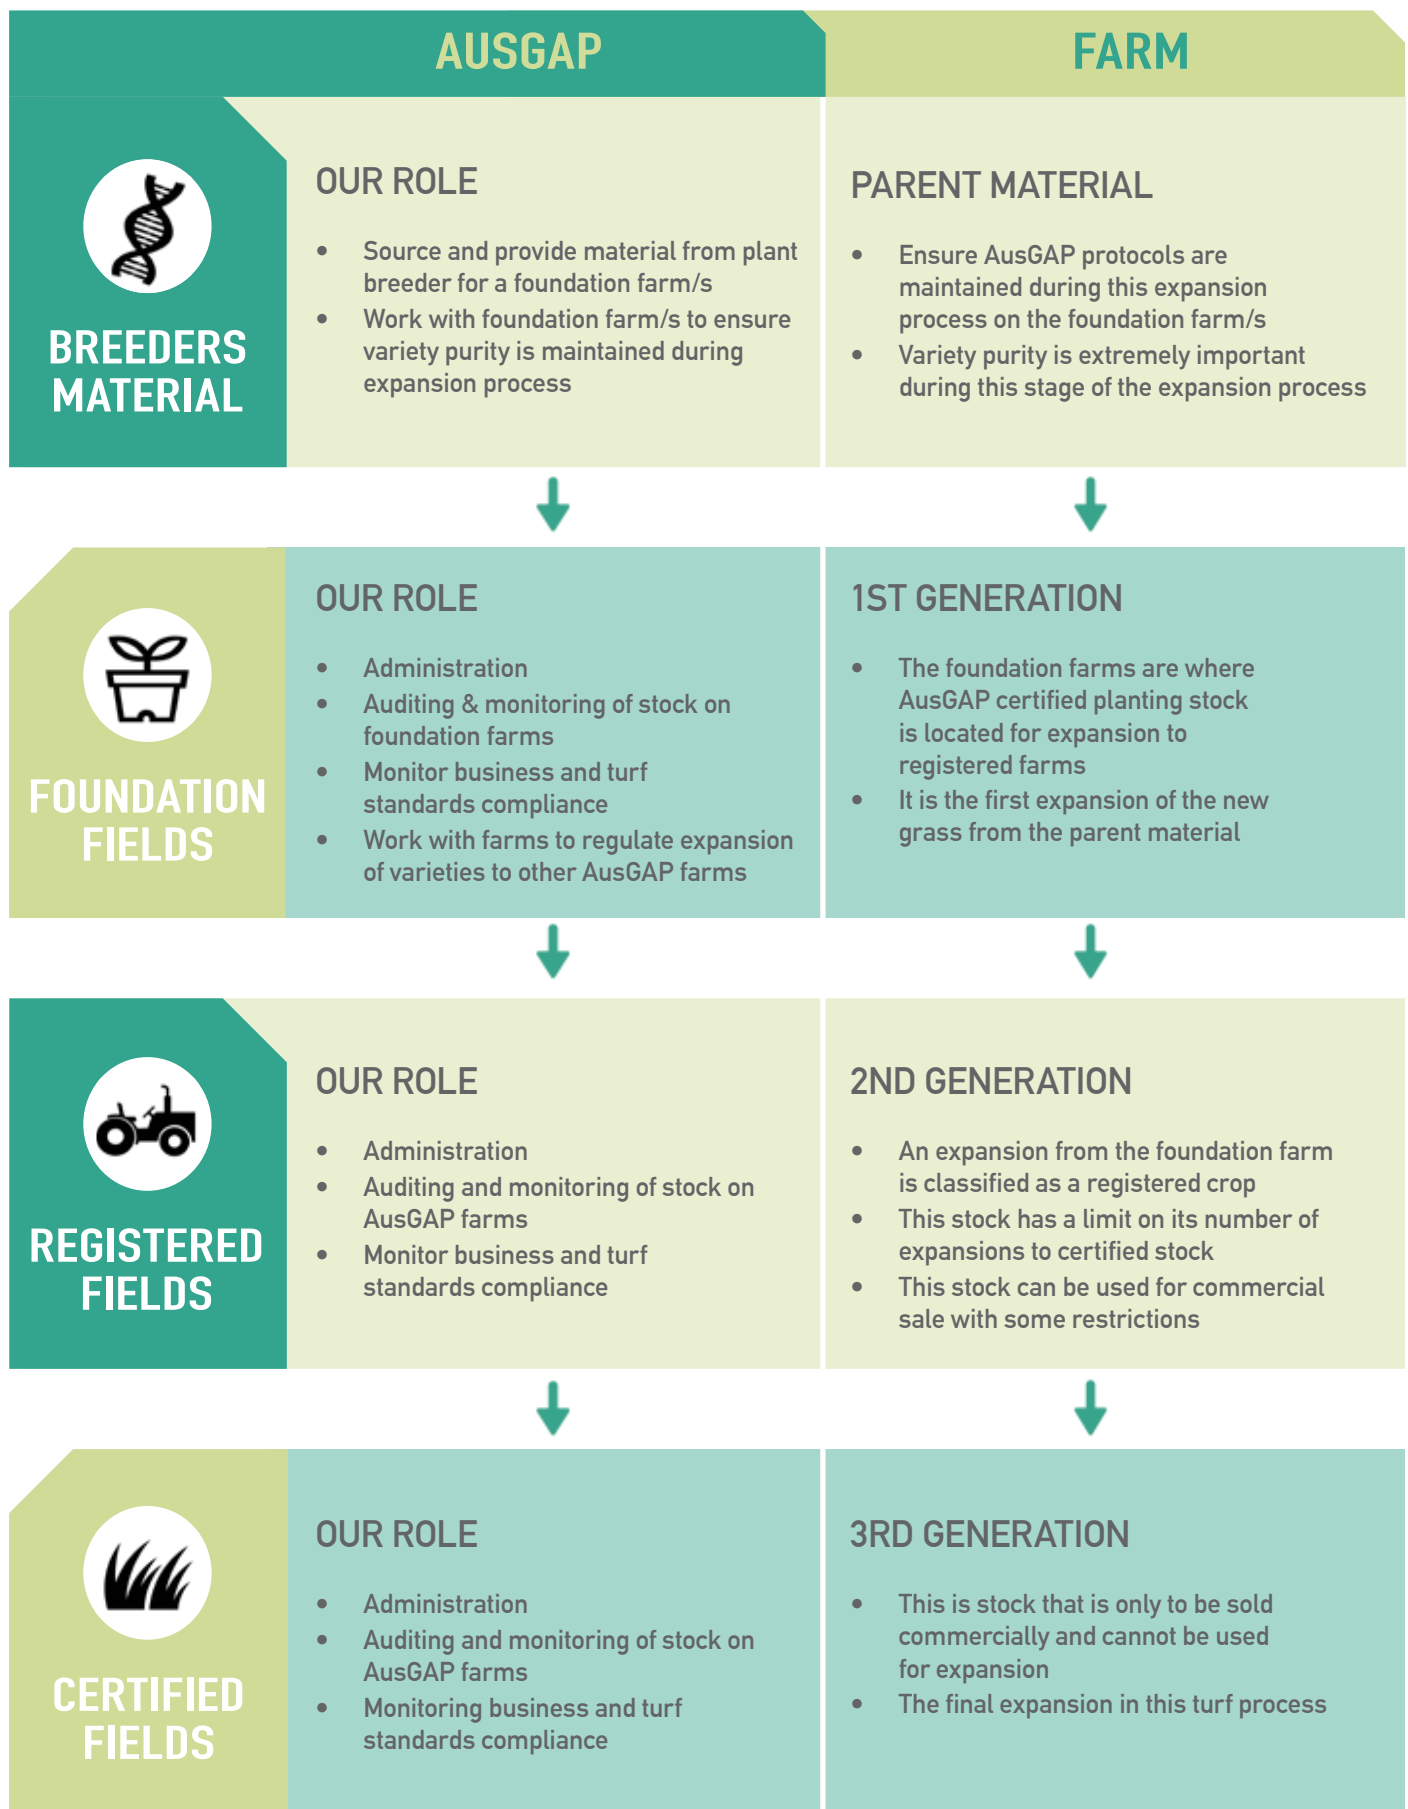 AUSGAP
FARM
BREEDERS
MATERIAL
OUR ROLE
• Source and provide material from plant
breeder for a foundation farm/s
• Work with foundation farm/s to ensure
variety purity is maintained during
expansion process
PARENT MATERIAL
• Ensure AusGAP protocols are
maintained during this expansion
process on the foundation farm/s
• Variety purity is extremely important
during this stage of the expansion process
FOUNDATION
FIELDS
OUR ROLE
• Administration
• Auditing & monitoring of stock on
foundation farms
• Monitor business and turf
standards compliance
• Work with farms to regulate expansion
of varieties to other AusGAP farms
1ST GENERATION
• The foundation farms are where
AusGAP certified planting stock
is located for expansion to
registered farms
• It is the first expansion of the new
grass from the parent material
REGISTERED
FIELDS
OUR ROLE
• Administration
• Auditing and monitoring of stock on
AusGAP farms
• Monitor business and turf
standards compliance
2ND GENERATION
• An expansion from the foundation farm
is classified as a registered crop
• This stock has a limit on its number of
expansions to certified stock
• This stock can be used for commercial
sale with some restrictions
CERTIFIED
FIELDS
OUR ROLE
• Administration
• Auditing and monitoring of stock on
AusGAP farms
• Monitoring business and turf
standards compliance
3RD GENERATION
• This is stock that is only to be sold
commercially and cannot be used
for expansion
• The final expansion in this turf process